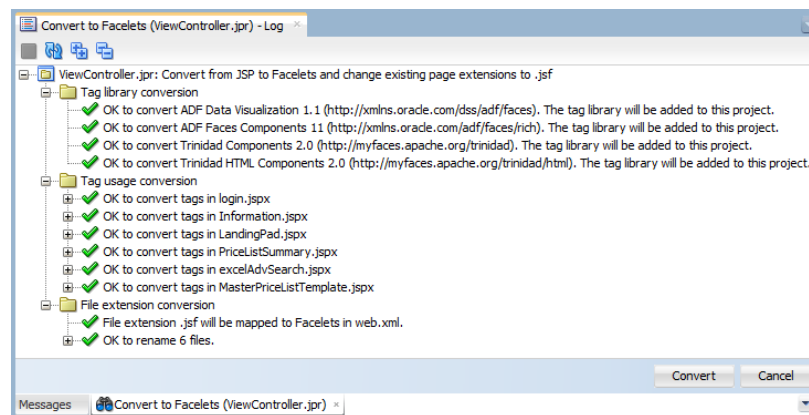 Convert to Facelets (ViewController.jpr) - Log
ViewController.jpr: Convert from JSP to Facelets and change existing page extensions to .jsf
Tag library conversion
OK to convert ADF Data Visualization 1.1 (http://xmlns.oracle.com/dss/adf/faces). The tag library will be added to this project.
OK to convert ADF Faces Components 11 (http://xmlns.oracle.com/adf/faces/rich). The tag library will be added to this project.
OK to convert Trinidad Components 2.0 (http://myfaces.apache.org/trinidad). The tag library will be added to this project.
OK to convert Trinidad HTML Components 2.0 (http://myfaces.apache.org/trinidad/html). The tag library will be added to this project.
Tag usage conversion
OK to convert tags in login.jspx
OK to convert tags in Information.jspx
OK to convert tags in LandingPad.jspx
OK to convert tags in PriceListSummary.jspx
OK to convert tags in excelAdvSearch.jspx
OK to convert tags in MasterPriceListTemplate.jspx
File extension conversion
File extension .jsf will be mapped to Facelets in web.xml.
OK to rename 6 files.
Convert Cancel
Messages Convert to Facelets (ViewController.jpr)